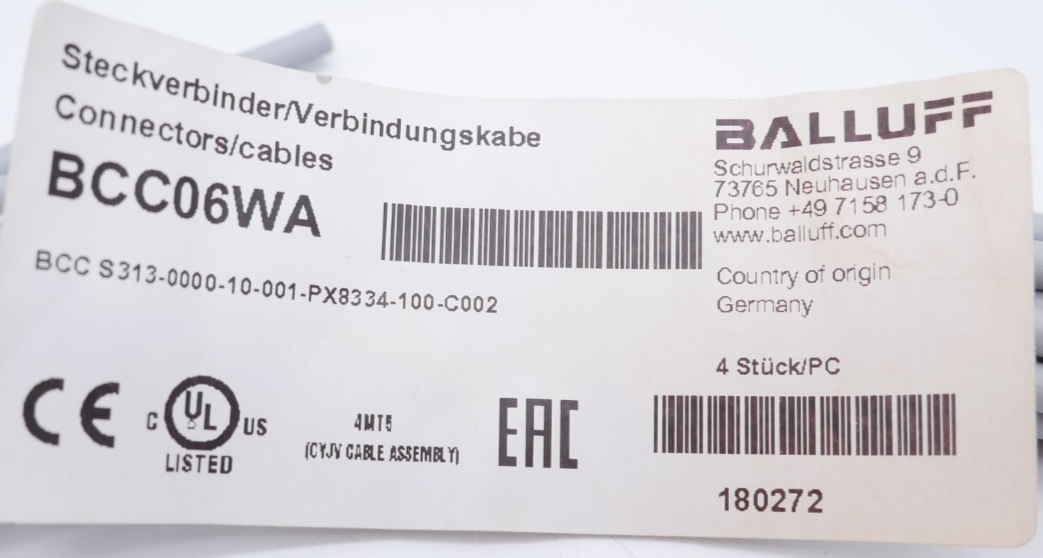 Steckverbinder/Verbindungskabe
Connectors/cables
BCC06WA
BCC S313-0000-10-001-PX8334-100-C002
BALLUFF
Schurwaldstrasse 9
73765 Neuhausen a.d.F.
Phone +49 7158 173-0
www.balluff.com
Country of origin
Germany
4 Stück/PC
CE
C UL US
LISTED
4MT5
(CYJV CABLE ASSEMBLY)
EAC
180272